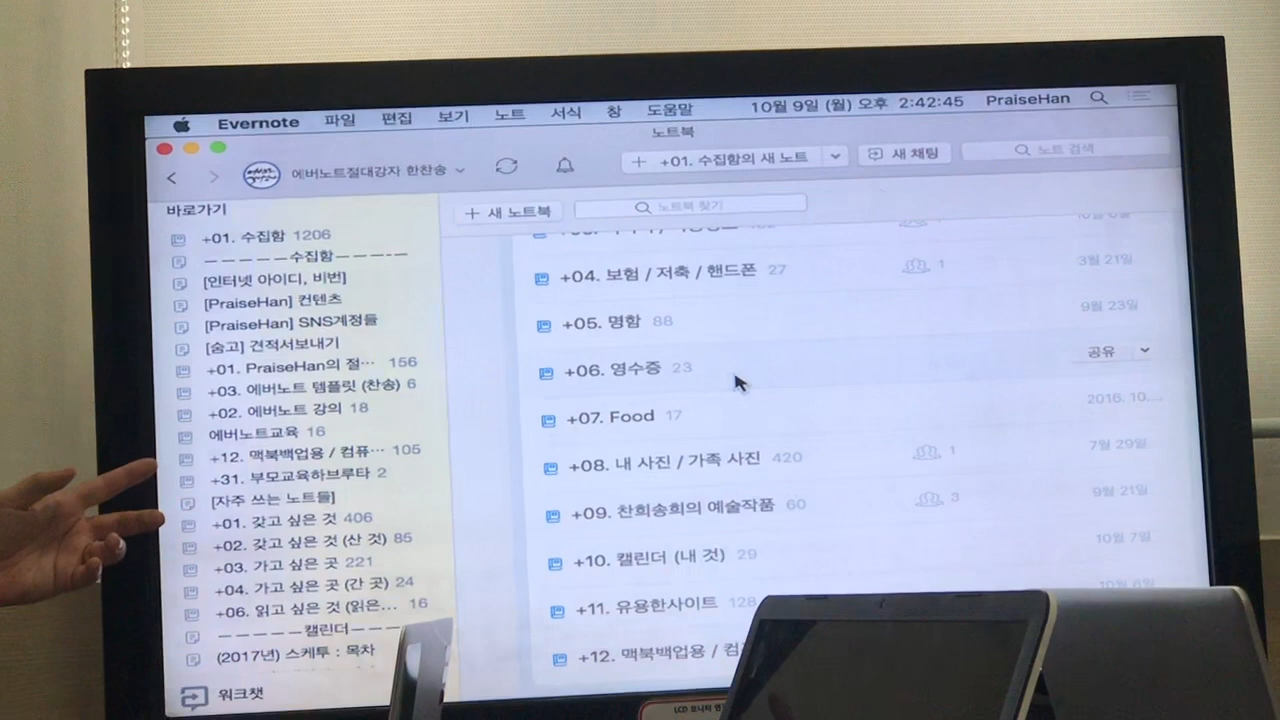 Evernote 파일 편집 보기 노트 서식 창 도움말 10월 9일 (월) 오후 2:42:45 PraiseHan
노트북
에버노트절대강자 한찬송
+ +01. 수집함의 새 노트
새 채팅
노트 검색
바로가기
+01. 수집함 1206
—————수집함—————
[인터넷 아이디, 비번]
[PraiseHan] 컨텐츠
[PraiseHan] SNS계정들
[숨고] 견적서보내기
+01. PraiseHan의 절… 156
+03. 에버노트 템플릿 (찬송) 6
+02. 에버노트 강의 18
에버노트교육 16
+12. 맥북백업용 / 컴퓨… 105
+31. 부모교육하브루타 2
[자주 쓰는 노트들]
+01. 갖고 싶은 것 406
+02. 갖고 싶은 것 (산 것) 85
+03. 가고 싶은 곳 221
+04. 가고 싶은 곳 (간 곳) 24
+06. 읽고 싶은 것 (읽은… 16
—————캘린더———
(2017년) 스케투 : 목차
워크챗
+ 새 노트북
노트북 찾기
+04. 보험 / 저축 / 핸드폰 27 1 3월 21일
+05. 명함 88 9월 23일
+06. 영수증 23 공유
+07. Food 17 2016. 10.…
+08. 내 사진 / 가족 사진 420 1 7월 29일
+09. 찬희송희의 예술작품 60 3 9월 21일
+10. 캘린더 (내 것) 29 10월 7일
+11. 유용한사이트 128 10월 8일
+12. 맥북백업용 / 컴
LCD 모니터